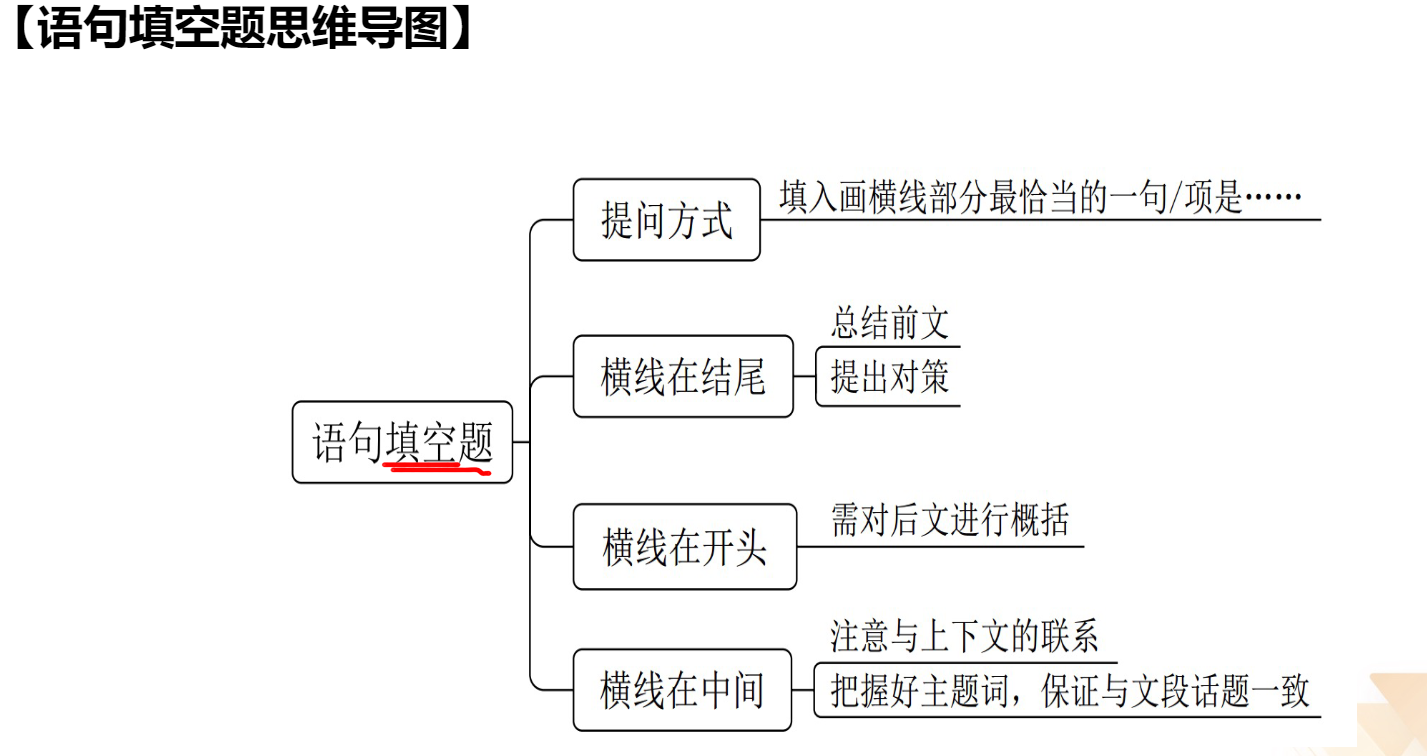 【语句填空题思维导图】
提问方式
填入画横线部分最恰当的一句/项是……
总结前文
横线在结尾
提出对策
语句填空题
需对后文进行概括
横线在开头
注意与上下文的联系
横线在中间
把握好主题词，保证与文段话题一致